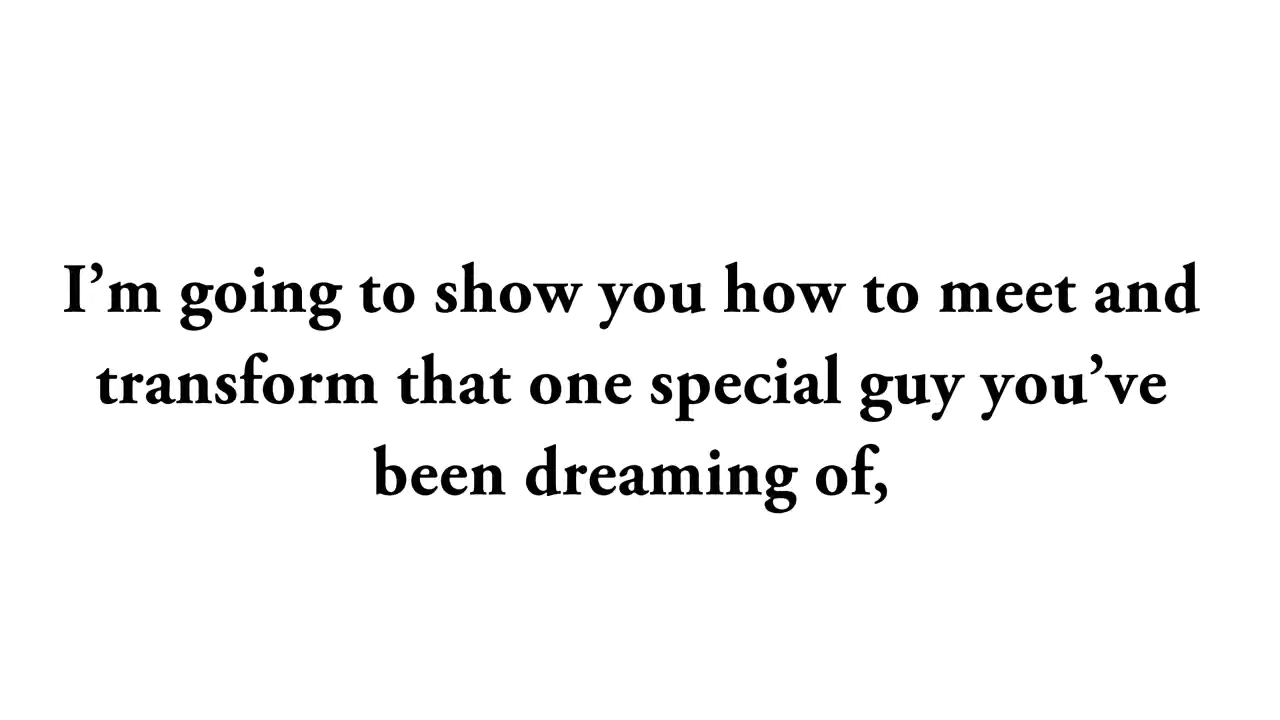 I’m going to show you how to meet and
transform that one special guy you’ve
been dreaming of,